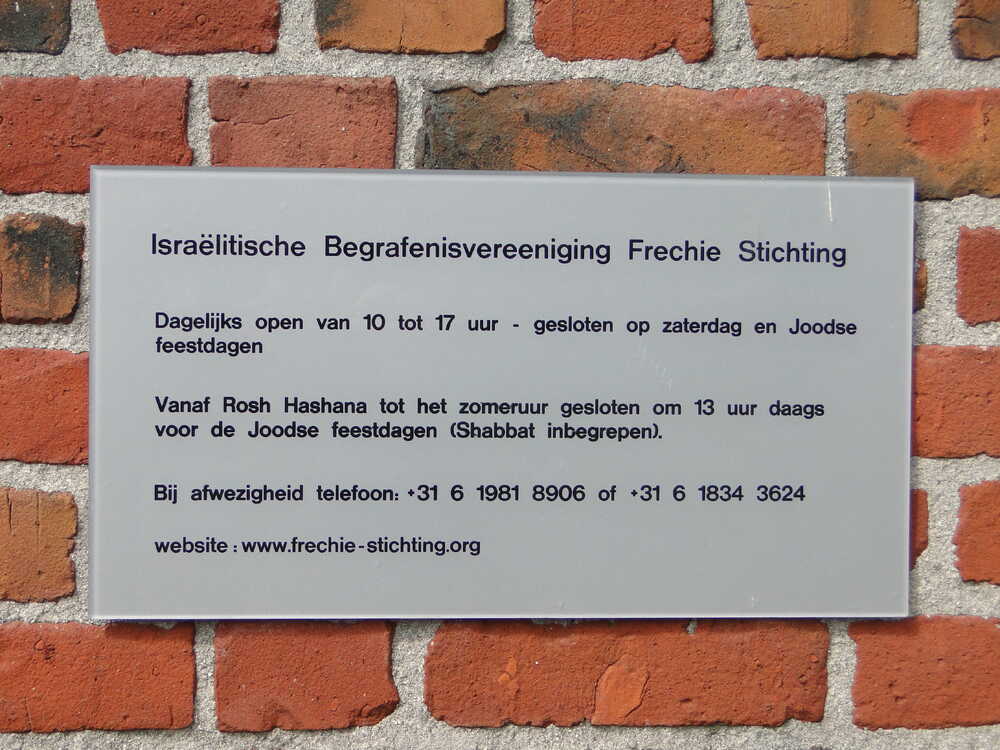 Israëlitische Begrafenisvereeniging Frechie Stichting
Dagelijks open van 10 tot 17 uur - gesloten op zaterdag en Joodse
feestdagen
Vanaf Rosh Hashana tot het zomeruur gesloten om 13 uur daags
voor de Joodse feestdagen (Shabbat inbegrepen).
Bij afwezigheid telefoon: +31 6 1981 8906 of +31 6 1834 3624
website : www.frechie-stichting.org